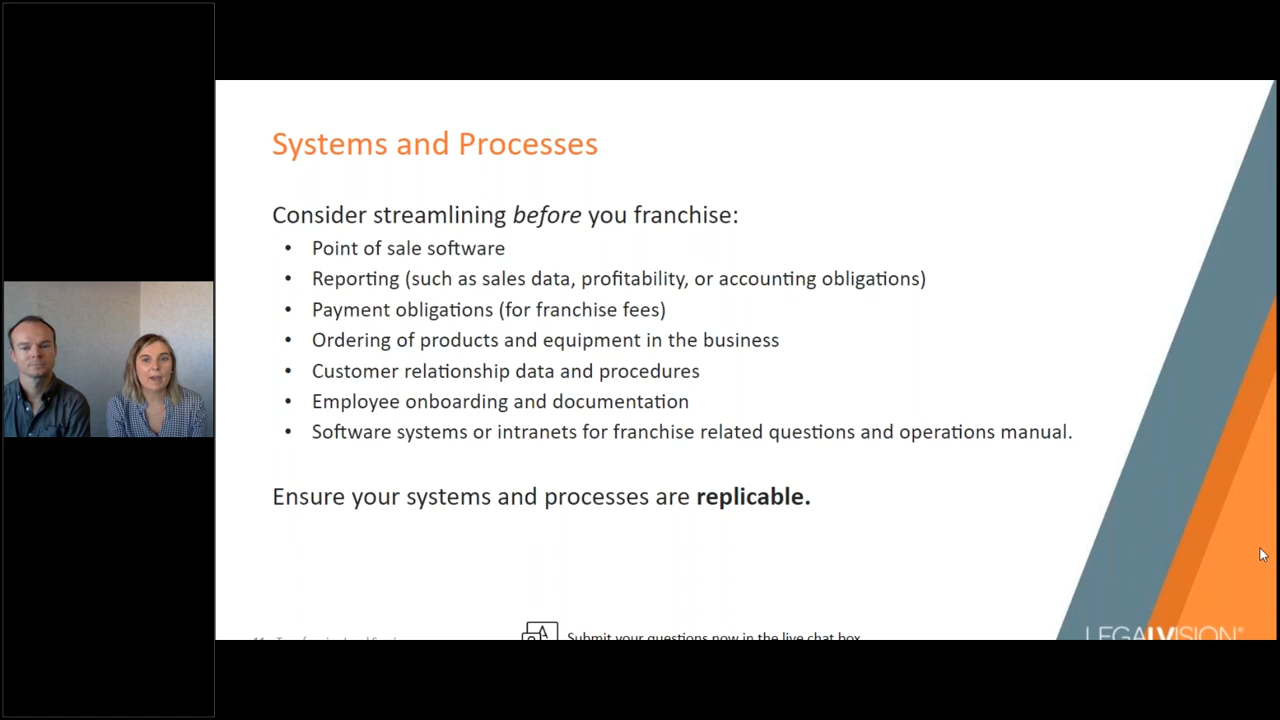 Systems and Processes
Consider streamlining before you franchise:
• Point of sale software
• Reporting (such as sales data, profitability, or accounting obligations)
• Payment obligations (for franchise fees)
• Ordering of products and equipment in the business
• Customer relationship data and procedures
• Employee onboarding and documentation
• Software systems or intranets for franchise related questions and operations manual.
Ensure your systems and processes are replicable.
Submit your questions now in the live chat box
LEGALVISION